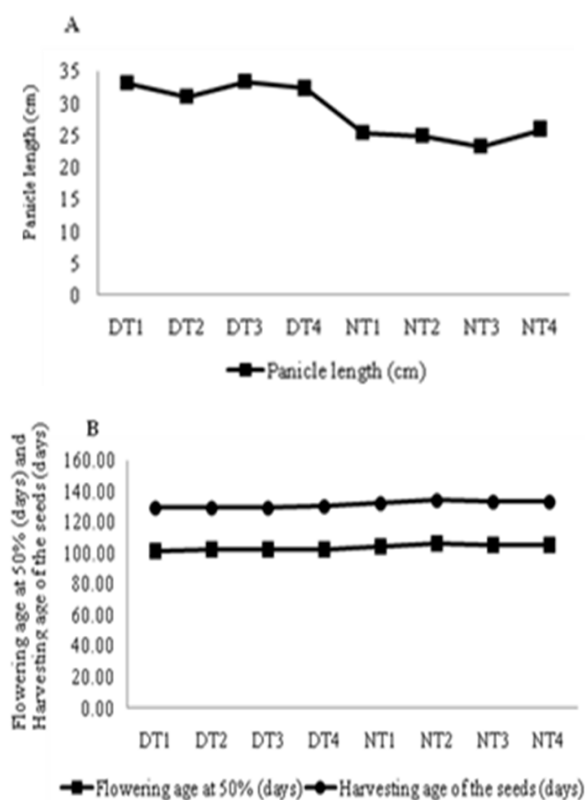 A
Panicle length (cm)
35
30
25
20
15
10
5
0
DT1 DT2 DT3 DT4 NT1 NT2 NT3 NT4
Panicle length (cm)
B
Flowering age at 50% (days) and
Harvesting age of the seeds (days)
160.00
140.00
120.00
100.00
80.00
60.00
40.00
20.00
0.00
DT1 DT2 DT3 DT4 NT1 NT2 NT3 NT4
Flowering age at 50% (days) Harvesting age of the seeds (days)